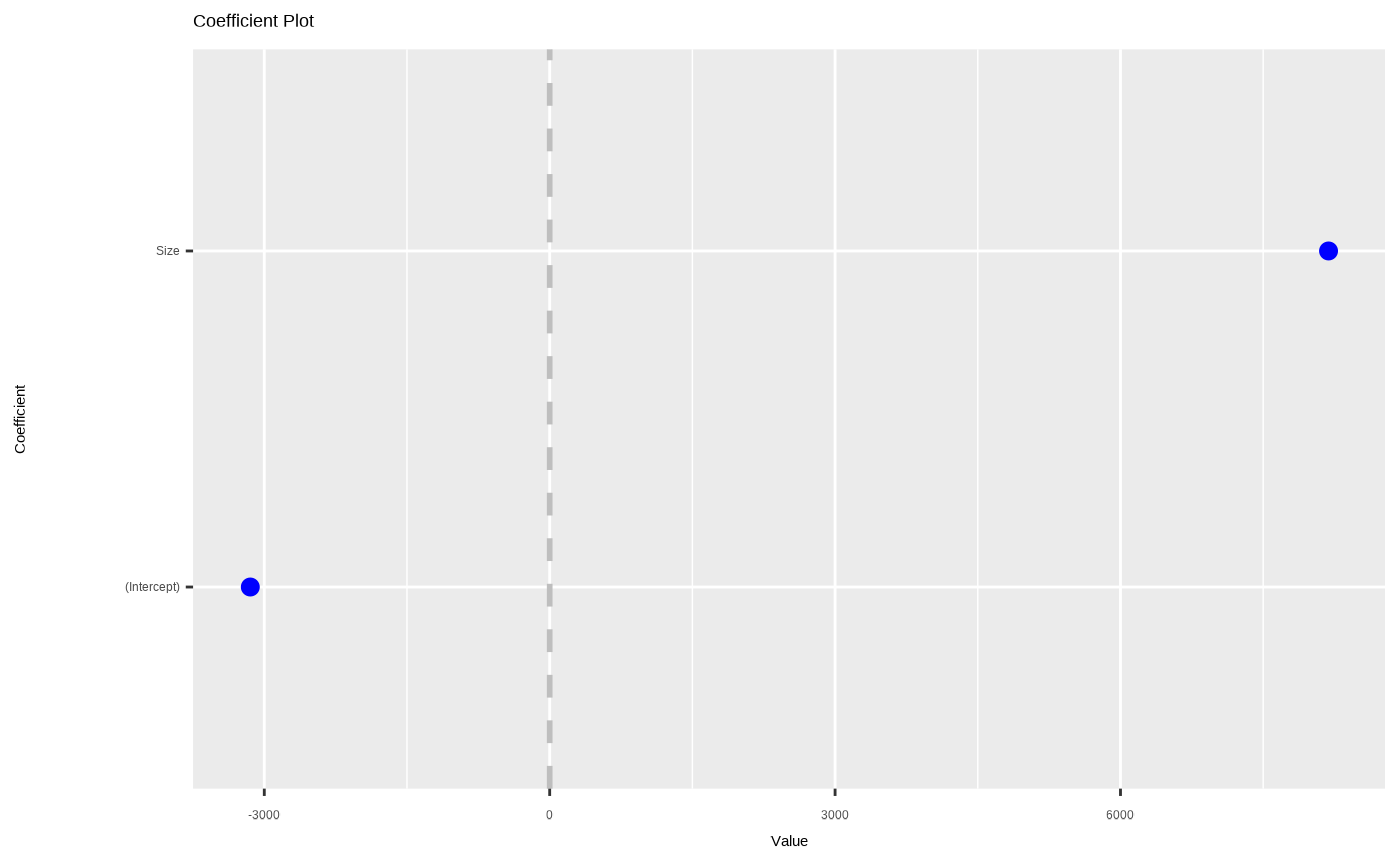 Coefficient Plot
Size
Coefficient
(Intercept)
-3000 0 3000 6000
Value